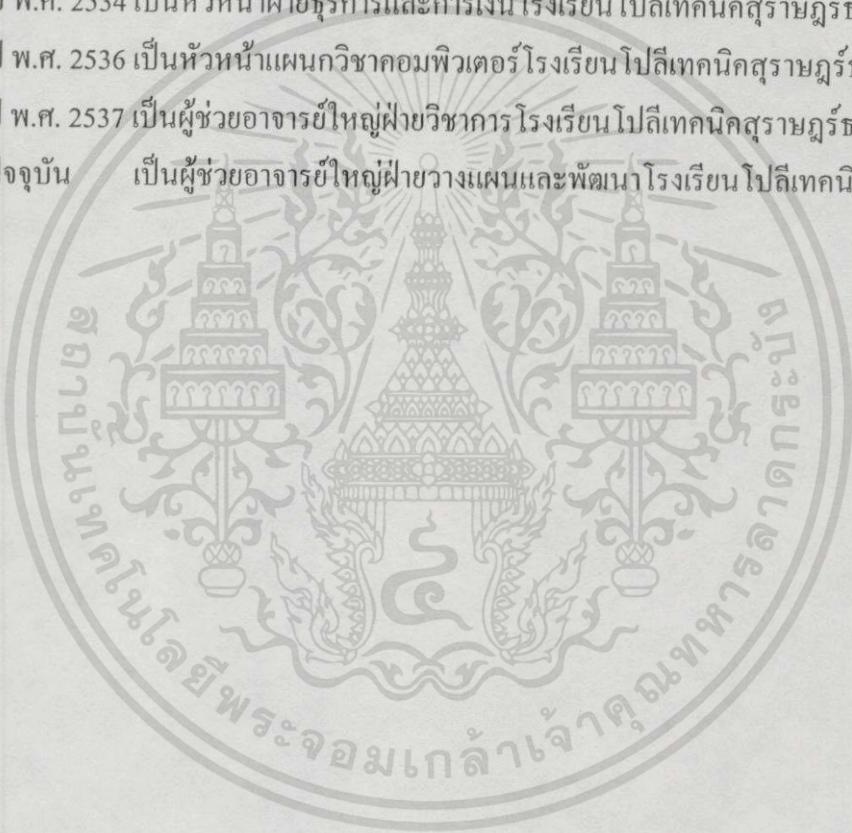 พ.ศ. 2534 เป็นหัวหน้าฝ่ายธุรการและการเงินโรงเรียนโปลีเทคนิคสุราษฎร์
พ.ศ. 2536 เป็นหัวหน้าแผนกวิชาคอมพิวเตอร์โรงเรียนโปลีเทคนิคสุราษฎร์
พ.ศ. 2537 เป็นผู้ช่วยอาจารย์ใหญ่ฝ่ายวิชาการโรงเรียนโปลีเทคนิคสุราษฎร์ธ
จจุบัน เป็นผู้ช่วยอาจารย์ใหญ่ฝ่ายวางแผนและพัฒนาโรงเรียนโปลีเทคนิ
สถาบันเทคโนโลยีพระจอมเกล้าเจ้าคุณทหารลาดกระบัง